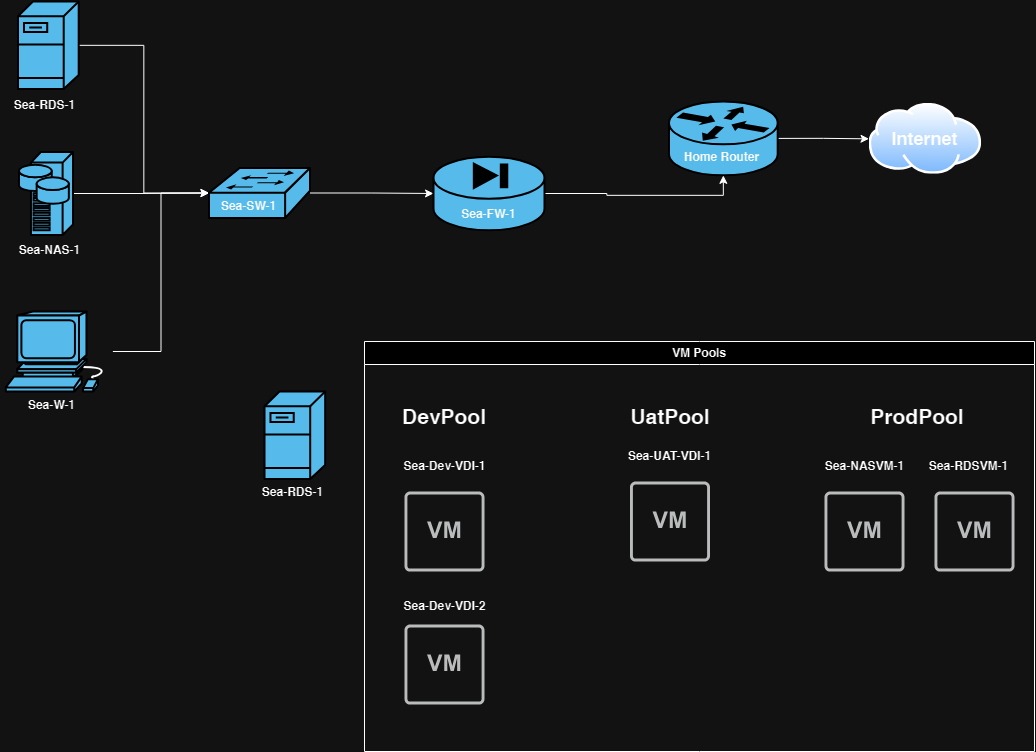 Sea-RDS-1
Sea-NAS-1
Sea-W-1
Sea-SW-1
Sea-FW-1
Home Router
Internet
Sea-RDS-1
VM Pools
DevPool
UatPool
ProdPool
Sea-Dev-VDI-1
VM
Sea-Dev-VDI-2
VM
Sea-UAT-VDI-1
VM
Sea-NASVM-1
VM
Sea-RDSVM-1
VM